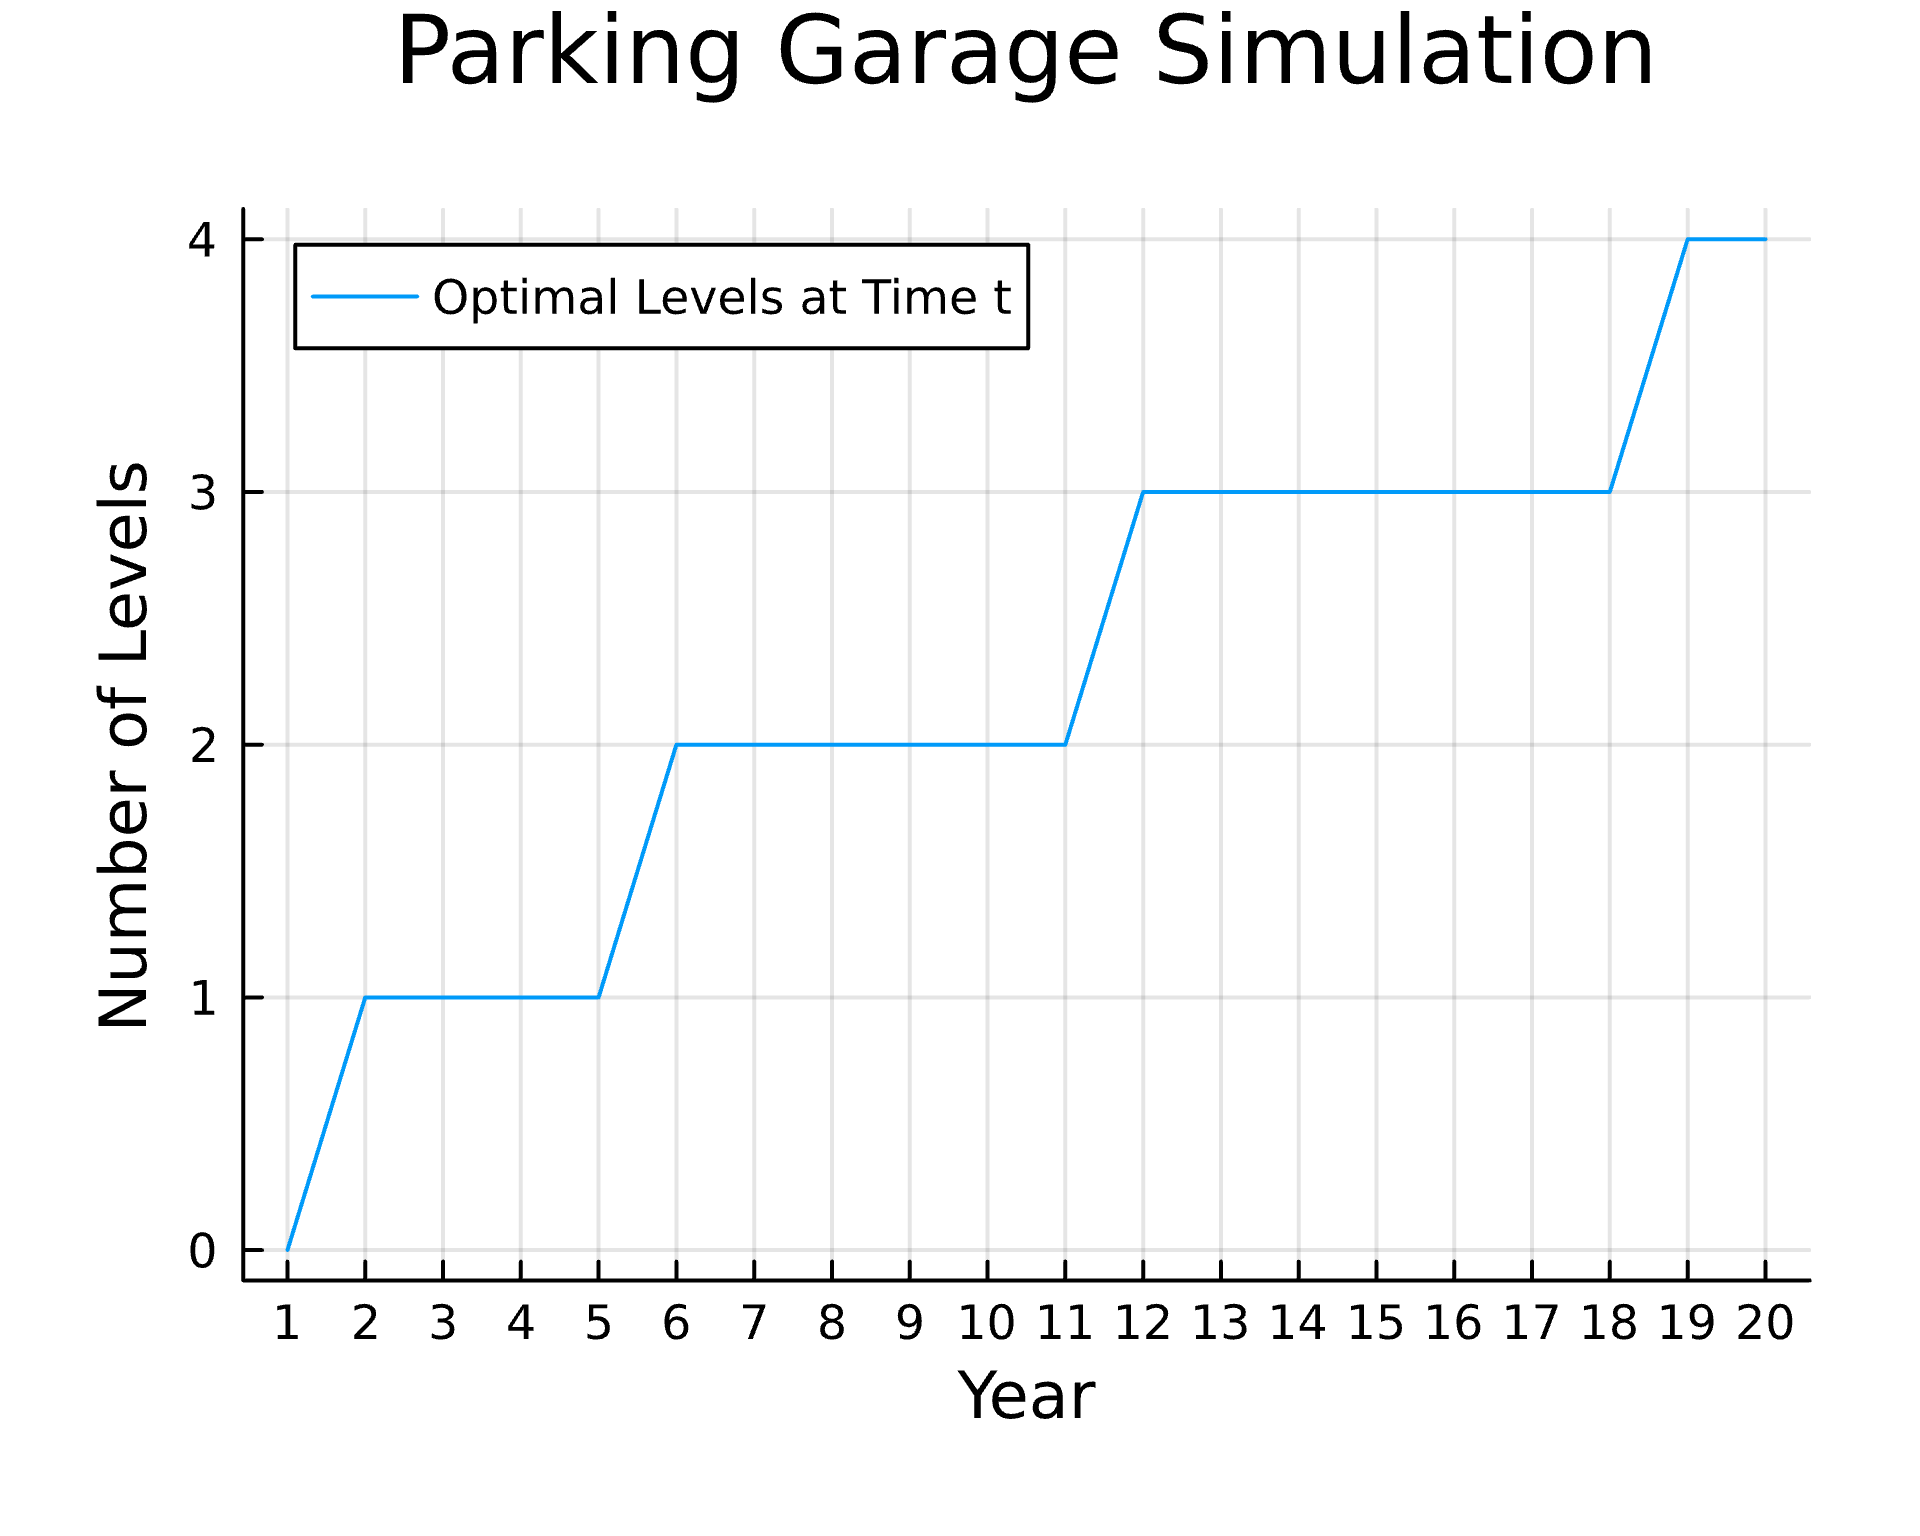 Parking Garage Simulation
Optimal Levels at Time t
Number of Levels
4
3
2
1
0
1 2 3 4 5 6 7 8 9 10 11 12 13 14 15 16 17 18 19 20
Year